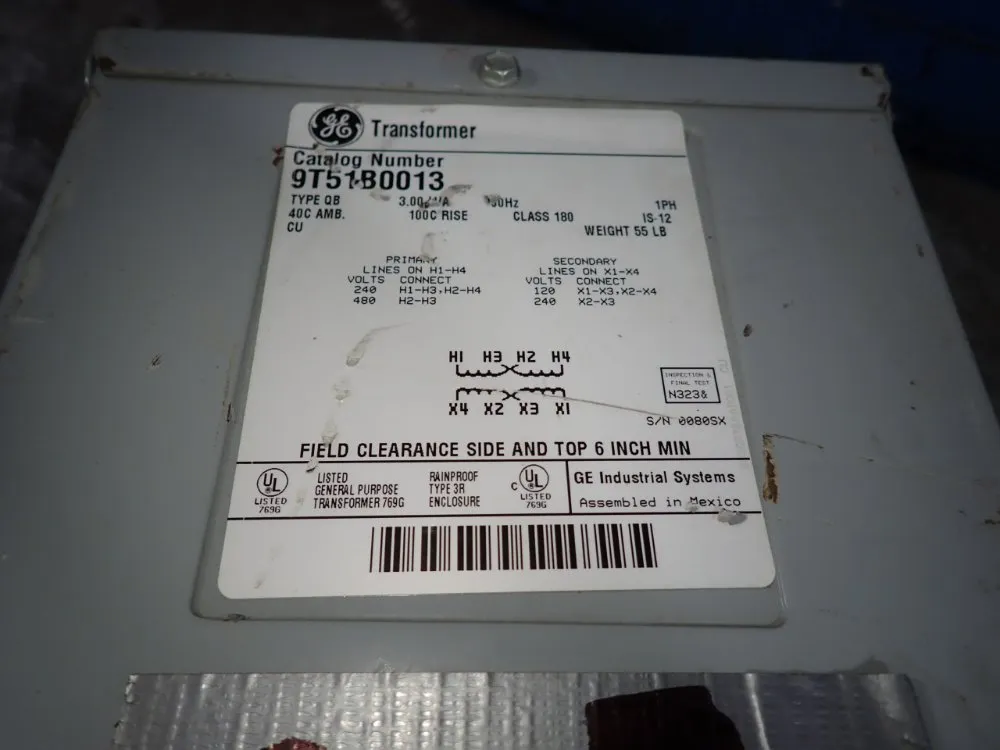 GE Transformer
Catalog Number
9T51B0013
TYPE QB 3.00 1PH
40C AMB. 100C RISE CLASS 180 IS-12
CU WEIGHT 55 LB
PRIMARY SECONDARY
LINES ON H1-H4 LINES ON X1-X4
VOLTS CONNECT VOLTS CONNECT
240 H1-H3,H2-H4 120 X1-X3,X2-X4
480 H2-H3 240 X2-X3
H1 H3 H2 H4
X4 X2 X3 X1
INSPECTION &
FINAL TEST
N323&
S/N 0080SX
FIELD CLEARANCE SIDE AND TOP 6 INCH MIN
UL LISTED 769G
LISTED GENERAL PURPOSE TRANSFORMER 769G
RAINPROOF TYPE 3R ENCLOSURE
C UL LISTED 769G
GE Industrial Systems
Assembled in Mexico